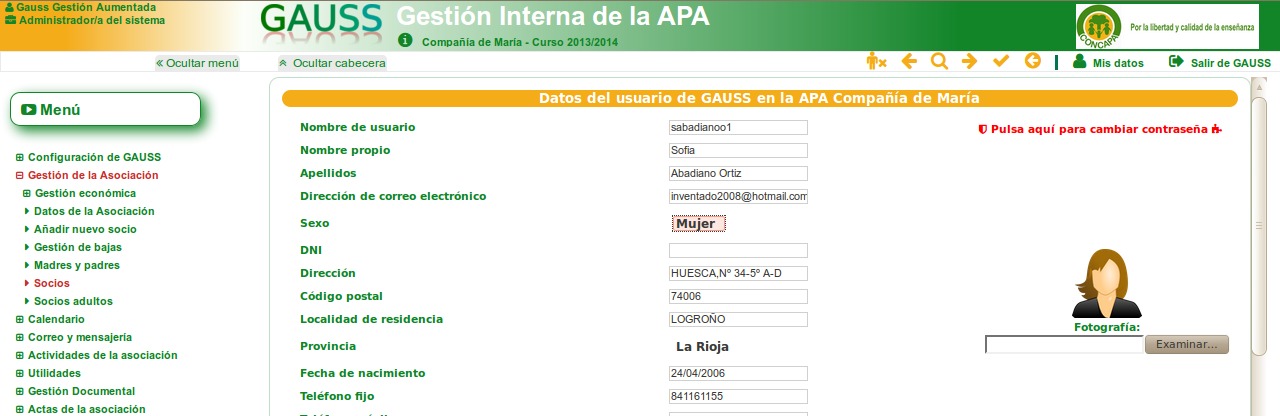 Gauss Gestión Aumentada
Administrador/a del sistema
GAUSS
Gestión Interna de la APA
Compañia de Maria - Curso 2013/2014
CONCAPA
Por la libertad y calidad de la enseñanza
Ocultar menú
Ocultar cabecera
Mis datos
Salir de GAUSS
Menú
Configuración de GAUSS
Gestión de la Asociación
Gestión económica
Datos de la Asociación
Añadir nuevo socio
Gestión de bajas
Madres y padres
Socios
Socios adultos
Calendario
Correo y mensajería
Actividades de la asociación
Utilidades
Gestión Documental
Actas de la asociación
Datos del usuario de GAUSS en la APA Compañía de María
Nombre de usuario sabadianoo1
Pulsa aquí para cambiar contraseña
Nombre propio Sofia
Apellidos Abadiano Ortiz
Dirección de correo electrónico inventado2008@hotmail.com
Sexo Mujer
DNI
Dirección HUESCA,Nº 34-5º A-D
Código postal 74006
Localidad de residencia LOGROÑO
Provincia La Rioja
Fecha de nacimiento 24/04/2006
Teléfono fijo 841161155
Fotografía:
Examinar...